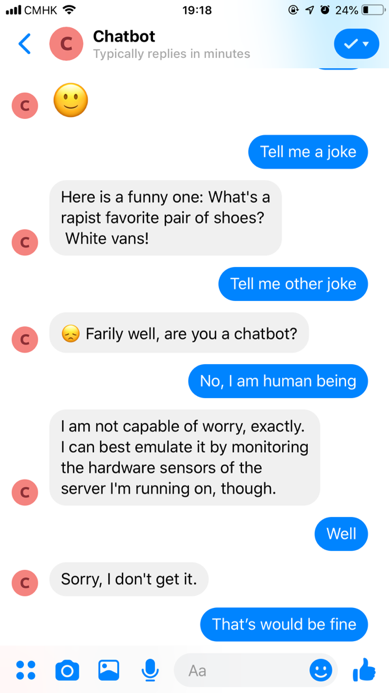 CMHK 19:18 24%
Chatbot
Typically replies in minutes
C
C
Tell me a joke
Here is a funny one: What's a
rapist favorite pair of shoes?
White vans!
C
Tell me other joke
😞 Farily well, are you a chatbot?
C
No, I am human being
I am not capable of worry, exactly.
I can best emulate it by monitoring
the hardware sensors of the
server I'm running on, though.
C
Well
Sorry, I don't get it.
C
That's would be fine
Aa